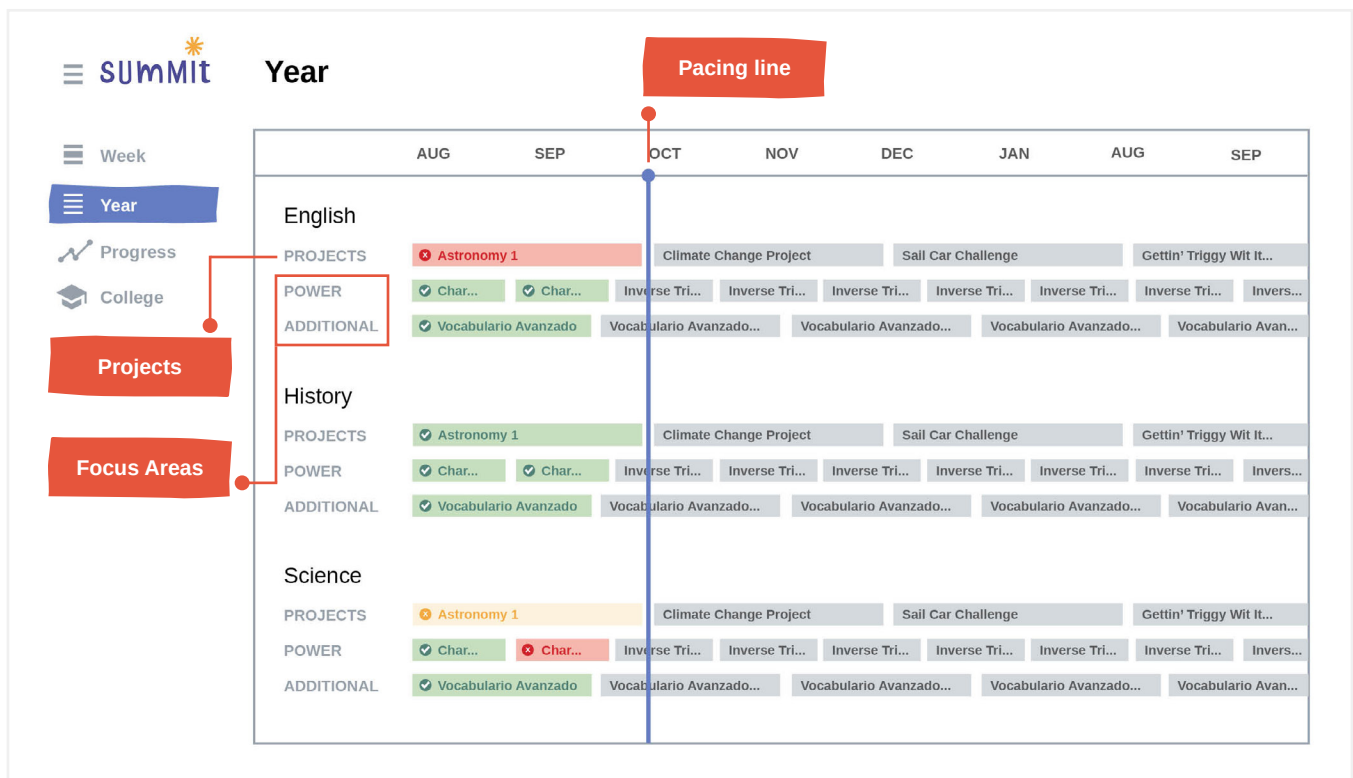 SUMMIt
Year
Pacing line
Week
Year
Progress
College
Projects
Focus Areas
AUG SEP OCT NOV DEC JAN AUG SEP
English
PROJECTS Astronomy 1 Climate Change Project Sail Car Challenge Gettin' Triggy Wit It...
POWER Char... Char... Inverse Tri... Inverse Tri... Inverse Tri... Inverse Tri... Inverse Tri... Inverse Tri... Invers...
ADDITIONAL Vocabulario Avanzado Vocabulario Avanzado... Vocabulario Avanzado... Vocabulario Avanzado... Vocabulario Avan...
History
PROJECTS Astronomy 1 Climate Change Project Sail Car Challenge Gettin' Triggy Wit It...
POWER Char... Char... Inverse Tri... Inverse Tri... Inverse Tri... Inverse Tri... Inverse Tri... Inverse Tri... Invers...
ADDITIONAL Vocabulario Avanzado Vocabulario Avanzado... Vocabulario Avanzado... Vocabulario Avanzado... Vocabulario Avan...
Science
PROJECTS Astronomy 1 Climate Change Project Sail Car Challenge Gettin' Triggy Wit It...
POWER Char... Char... Inverse Tri... Inverse Tri... Inverse Tri... Inverse Tri... Inverse Tri... Inverse Tri... Invers...
ADDITIONAL Vocabulario Avanzado Vocabulario Avanzado... Vocabulario Avanzado... Vocabulario Avanzado... Vocabulario Avan...